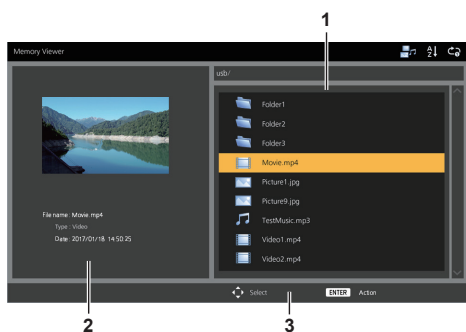 1
Memory Viewer
usb/
Folder1
Folder2
Folder3
Movie.mp4
Picture1.jpg
Picture9.jpg
TestMusic.mp3
Video1.mp4
Video2.mp4
File name : Movie.mp4
Type : Video
Date : 2017/01/18 14:50:25
Select ENTER Action
2 3